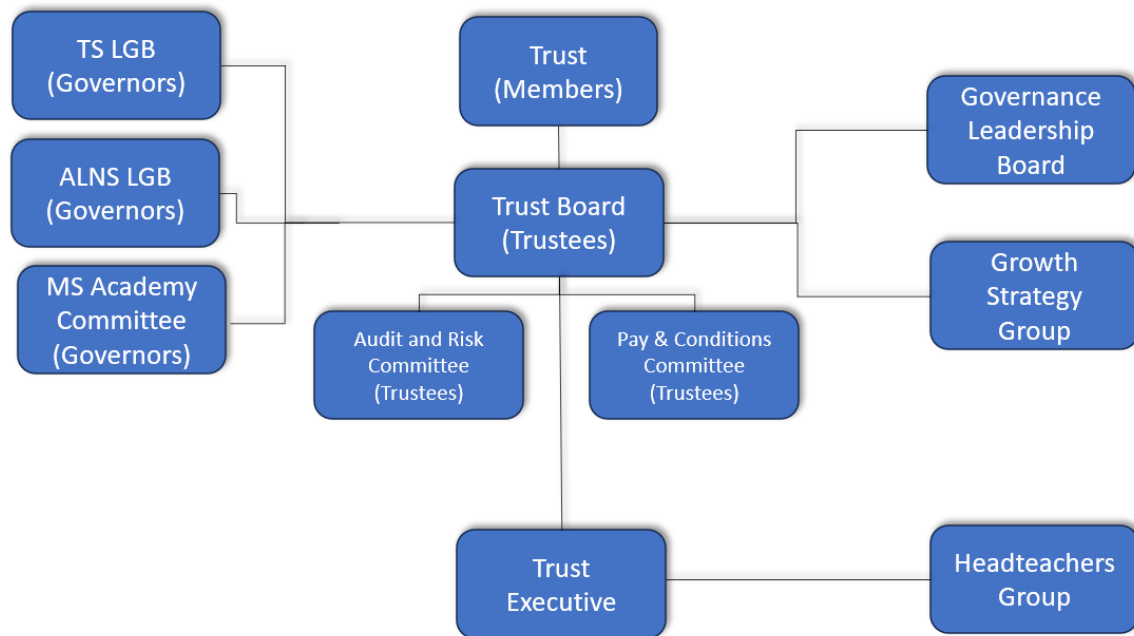 TS LGB
(Governors)
Trust
(Members)
Governance
Leadership
Board
ALNS LGB
(Governors)
Trust Board
(Trustees)
MS Academy
Committee
(Governors)
Growth
Strategy
Group
Audit and Risk
Committee
(Trustees)
Pay & Conditions
Committee
(Trustees)
Trust
Executive
Headteachers
Group